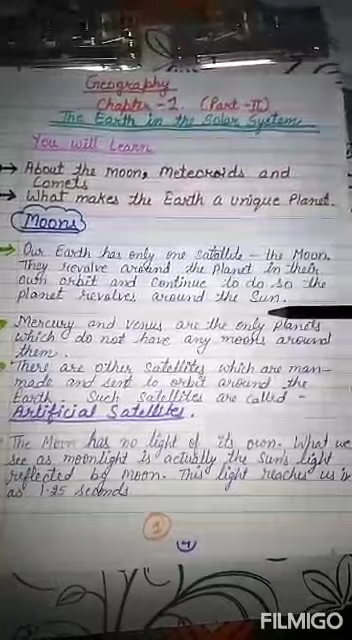 Geography
Chapter-1. (Part-II)
The Earth in the Solar System
You will Learn
→ About the moon, Meteoroids and
Comets
→ What makes the Earth a unique Planet.
Moons
→ Our Earth has only one satallite - the Moon.
They revolve around the planet in their
own orbit and continue to do so the
planet revolves around the Sun.
Mercury and Venus are the only planets
which do not have any moons around
them.
There are other satellites which are man-
made and sent to orbit around the
Earth. Such satellites are called -
Artificial Satellites.
The Moon has no light of its own. What we
see as moonlight is actually the Sun's light
reflected by moon. This light reaches us in
as 1.25 seconds
1
FILMIGO